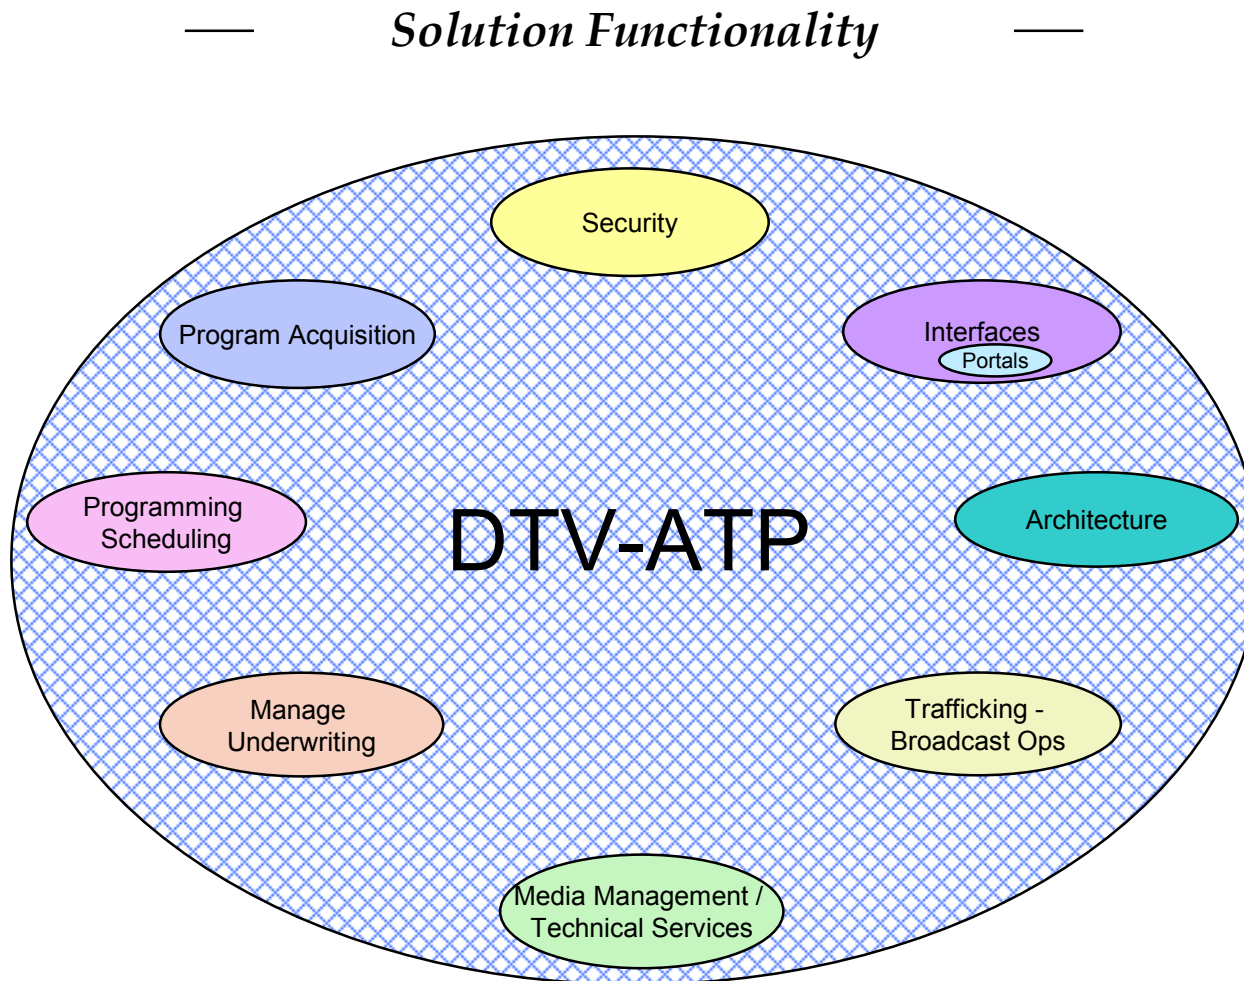 Solution Functionality
Security
Program Acquisition
Interfaces
Portals
Programming
Scheduling
DTV-ATP
Architecture
Manage
Underwriting
Trafficking -
Broadcast Ops
Media Management /
Technical Services